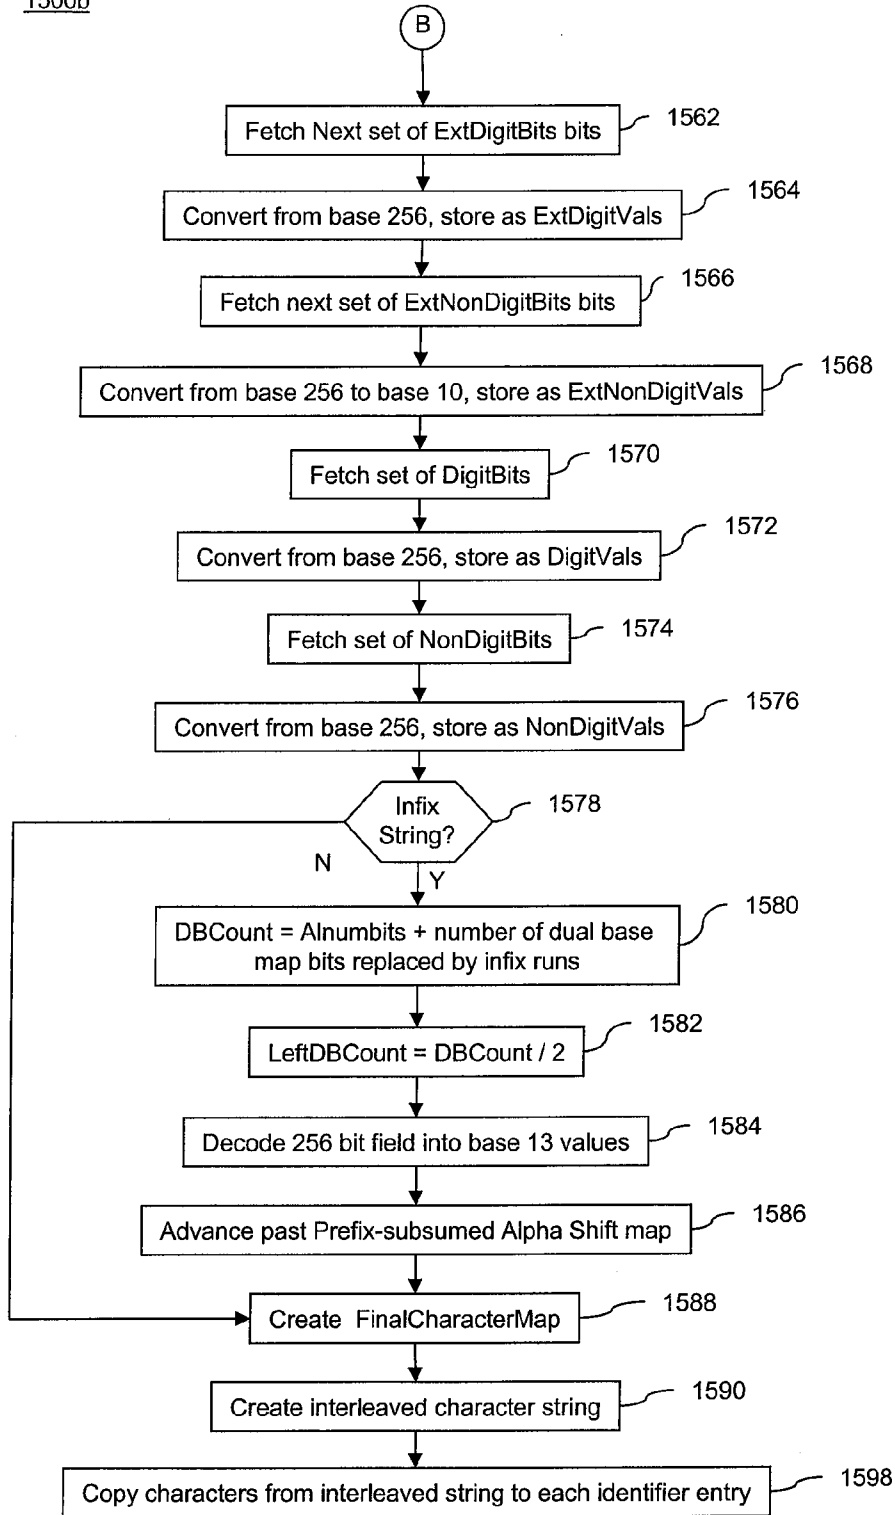 1500b
B
Fetch Next set of ExtDigitBits bits
1562
Convert from base 256, store as ExtDigitVals
1564
Fetch next set of ExtNonDigitBits bits
1566
Convert from base 256 to base 10, store as ExtNonDigitVals
1568
Fetch set of DigitBits
1570
Convert from base 256, store as DigitVals
1572
Fetch set of NonDigitBits
1574
Convert from base 256, store as NonDigitVals
1576
Infix
String?
1578
N
Y
DBCount = Alnumbits + number of dual base
map bits replaced by infix runs
1580
LeftDBCount = DBCount / 2
1582
Decode 256 bit field into base 13 values
1584
Advance past Prefix-subsumed Alpha Shift map
1586
Create FinalCharacterMap
1588
Create interleaved character string
1590
Copy characters from interleaved string to each identifier entry
1598